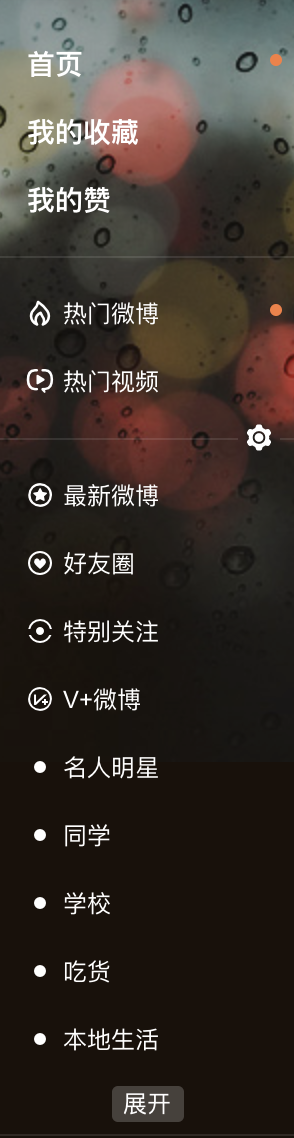 首页
我的收藏
我的赞
热门微博
热门视频
最新微博
好友圈
特别关注
V+微博
名人明星
同学
学校
吃货
本地生活
展开